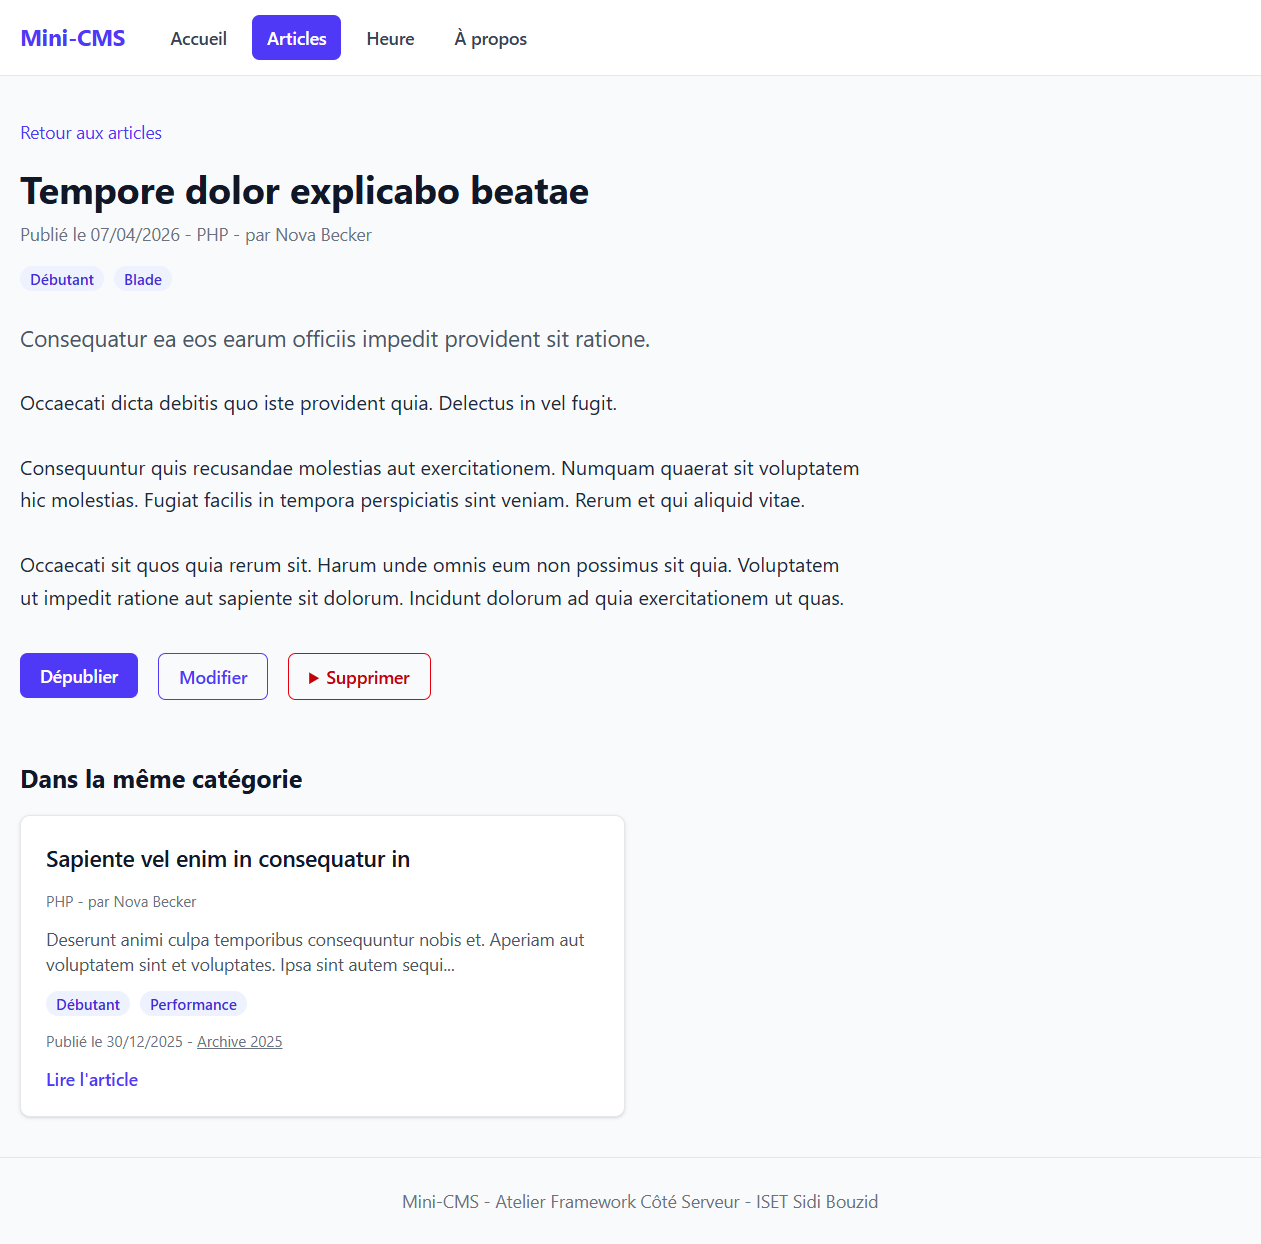 Mini-CMS
Accueil
Articles
Heure
À propos
Retour aux articles
Tempore dolor explicabo beatae
Publié le 07/04/2026 - PHP - par Nova Becker
Débutant
Blade
Consequatur ea eos earum officiis impedit provident sit ratione.
Occaecati dicta debitis quo iste provident quia. Delectus in vel fugit.
Consequuntur quis recusandae molestias aut exercitationem. Numquam quaerat sit voluptatem
hic molestias. Fugiat facilis in tempora perspiciatis sint veniam. Rerum et qui aliquid vitae.
Occaecati sit quos quia rerum sit. Harum unde omnis eum non possimus sit quia. Voluptatem
ut impedit ratione aut sapiente sit dolorum. Incidunt dolorum ad quia exercitationem ut quas.
Dépublier
Modifier
Supprimer
Dans la même catégorie
Sapiente vel enim in consequatur in
PHP - par Nova Becker
Deserunt animi culpa temporibus consequuntur nobis et. Aperiam aut
voluptatem sint et voluptates. Ipsa sint autem sequi...
Débutant
Performance
Publié le 30/12/2025 - Archive 2025
Lire l'article
Mini-CMS - Atelier Framework Côté Serveur - ISET Sidi Bouzid